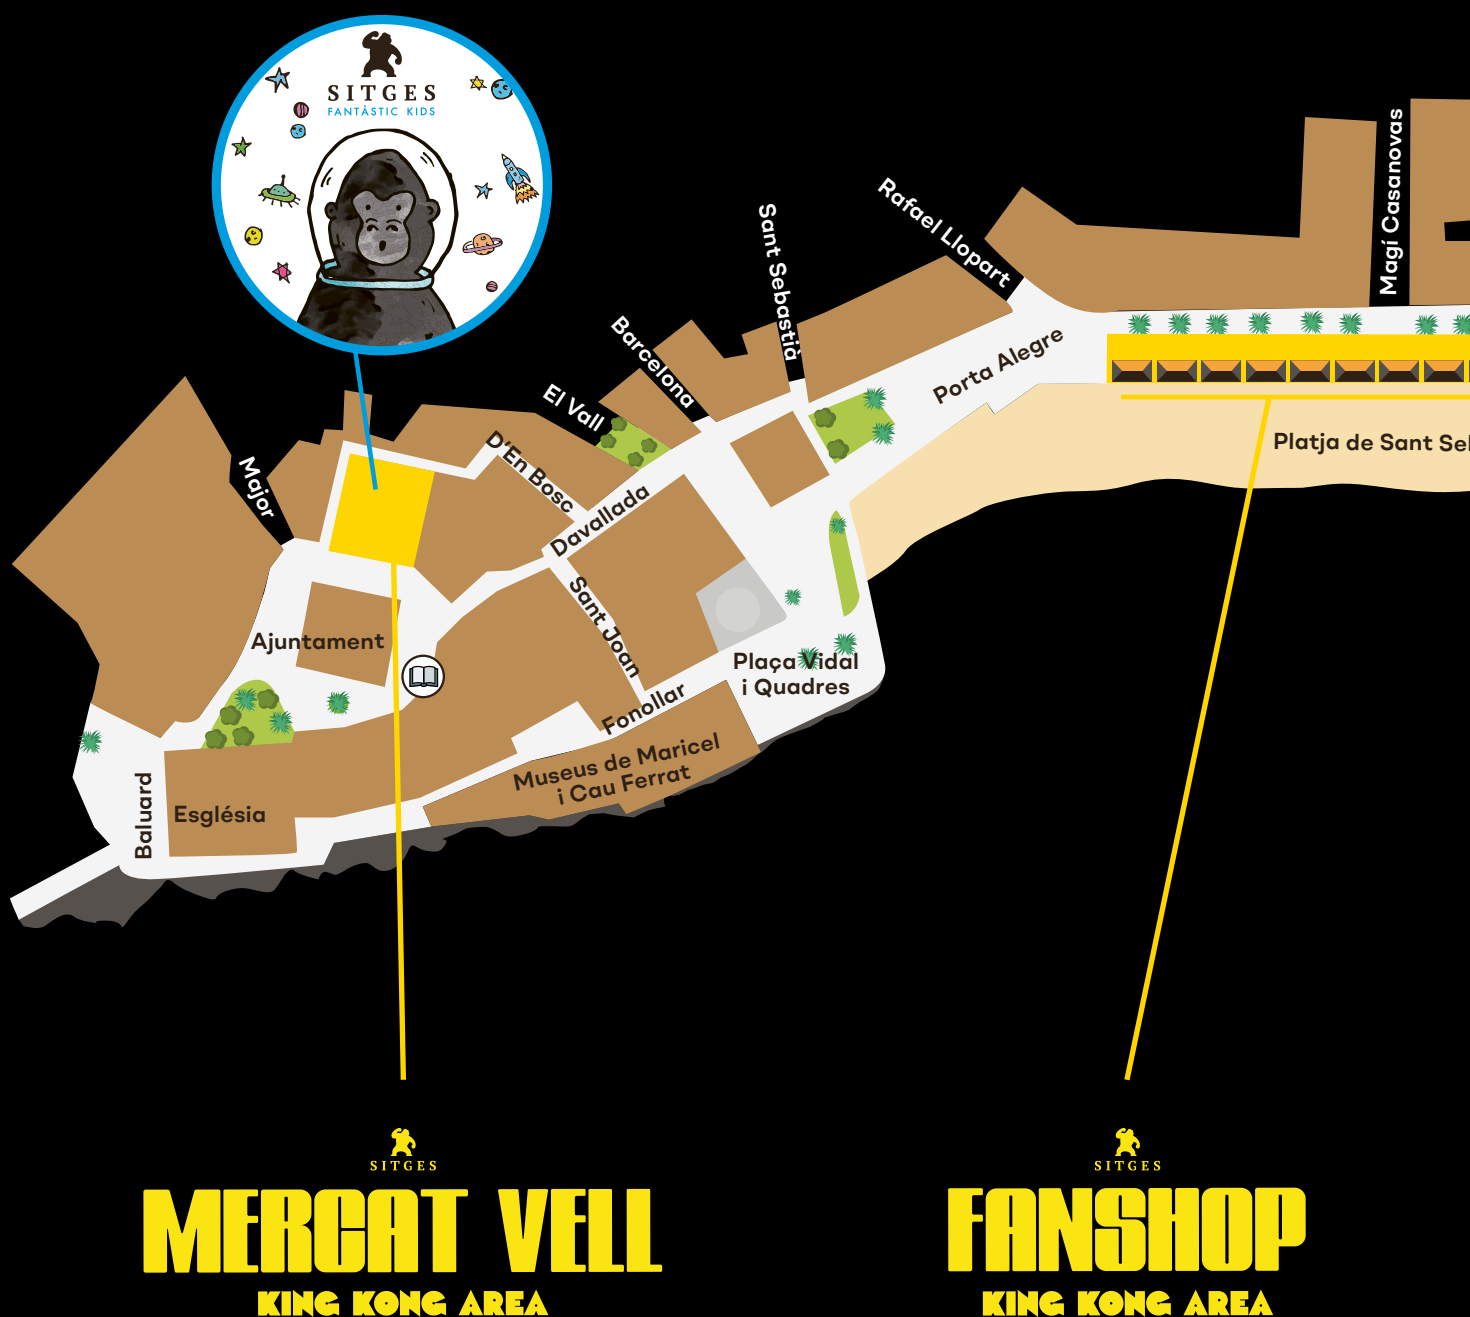 SITGES
FANTÀSTIC KIDS
Magí Casanovas
Rafael Llopart
Sant Sebastià
Barcelona
Porta Alegre
El Vall
D'En Bosc
Platja de Sant Seb
Major
Davallada
Sant Joan
Ajuntament
Plaça Vidal
i Quadres
Fonollar
Museus de Maricel
i Cau Ferrat
Baluard
Església
SITGES
MERCAT VELL
KING KONG AREA
SITGES
FANSHOP
KING KONG AREA